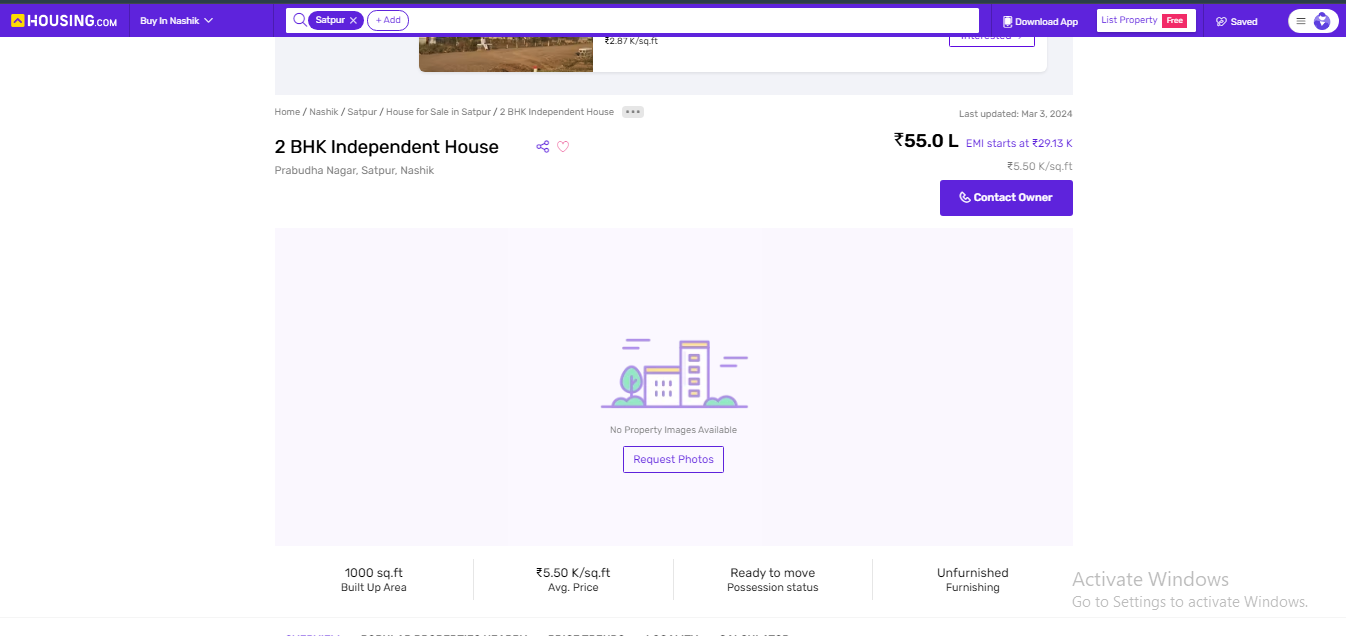 HOUSING.COM
Buy In Nashik
Satpur
+ Add
Download App
List Property Free
Saved
₹2.87 K/sq.ft
Interested
Home / Nashik / Satpur / House for Sale in Satpur / 2 BHK Independent House
Last updated: Mar 3, 2024
2 BHK Independent House
₹55.0 L EMI starts at ₹29.13 K
Prabudha Nagar, Satpur, Nashik
₹5.50 K/sq.ft
Contact Owner
No Property Images Available
Request Photos
1000 sq.ft
Built Up Area
₹5.50 K/sq.ft
Avg. Price
Ready to move
Possession status
Unfurnished
Furnishing
Activate Windows
Go to Settings to activate Windows.